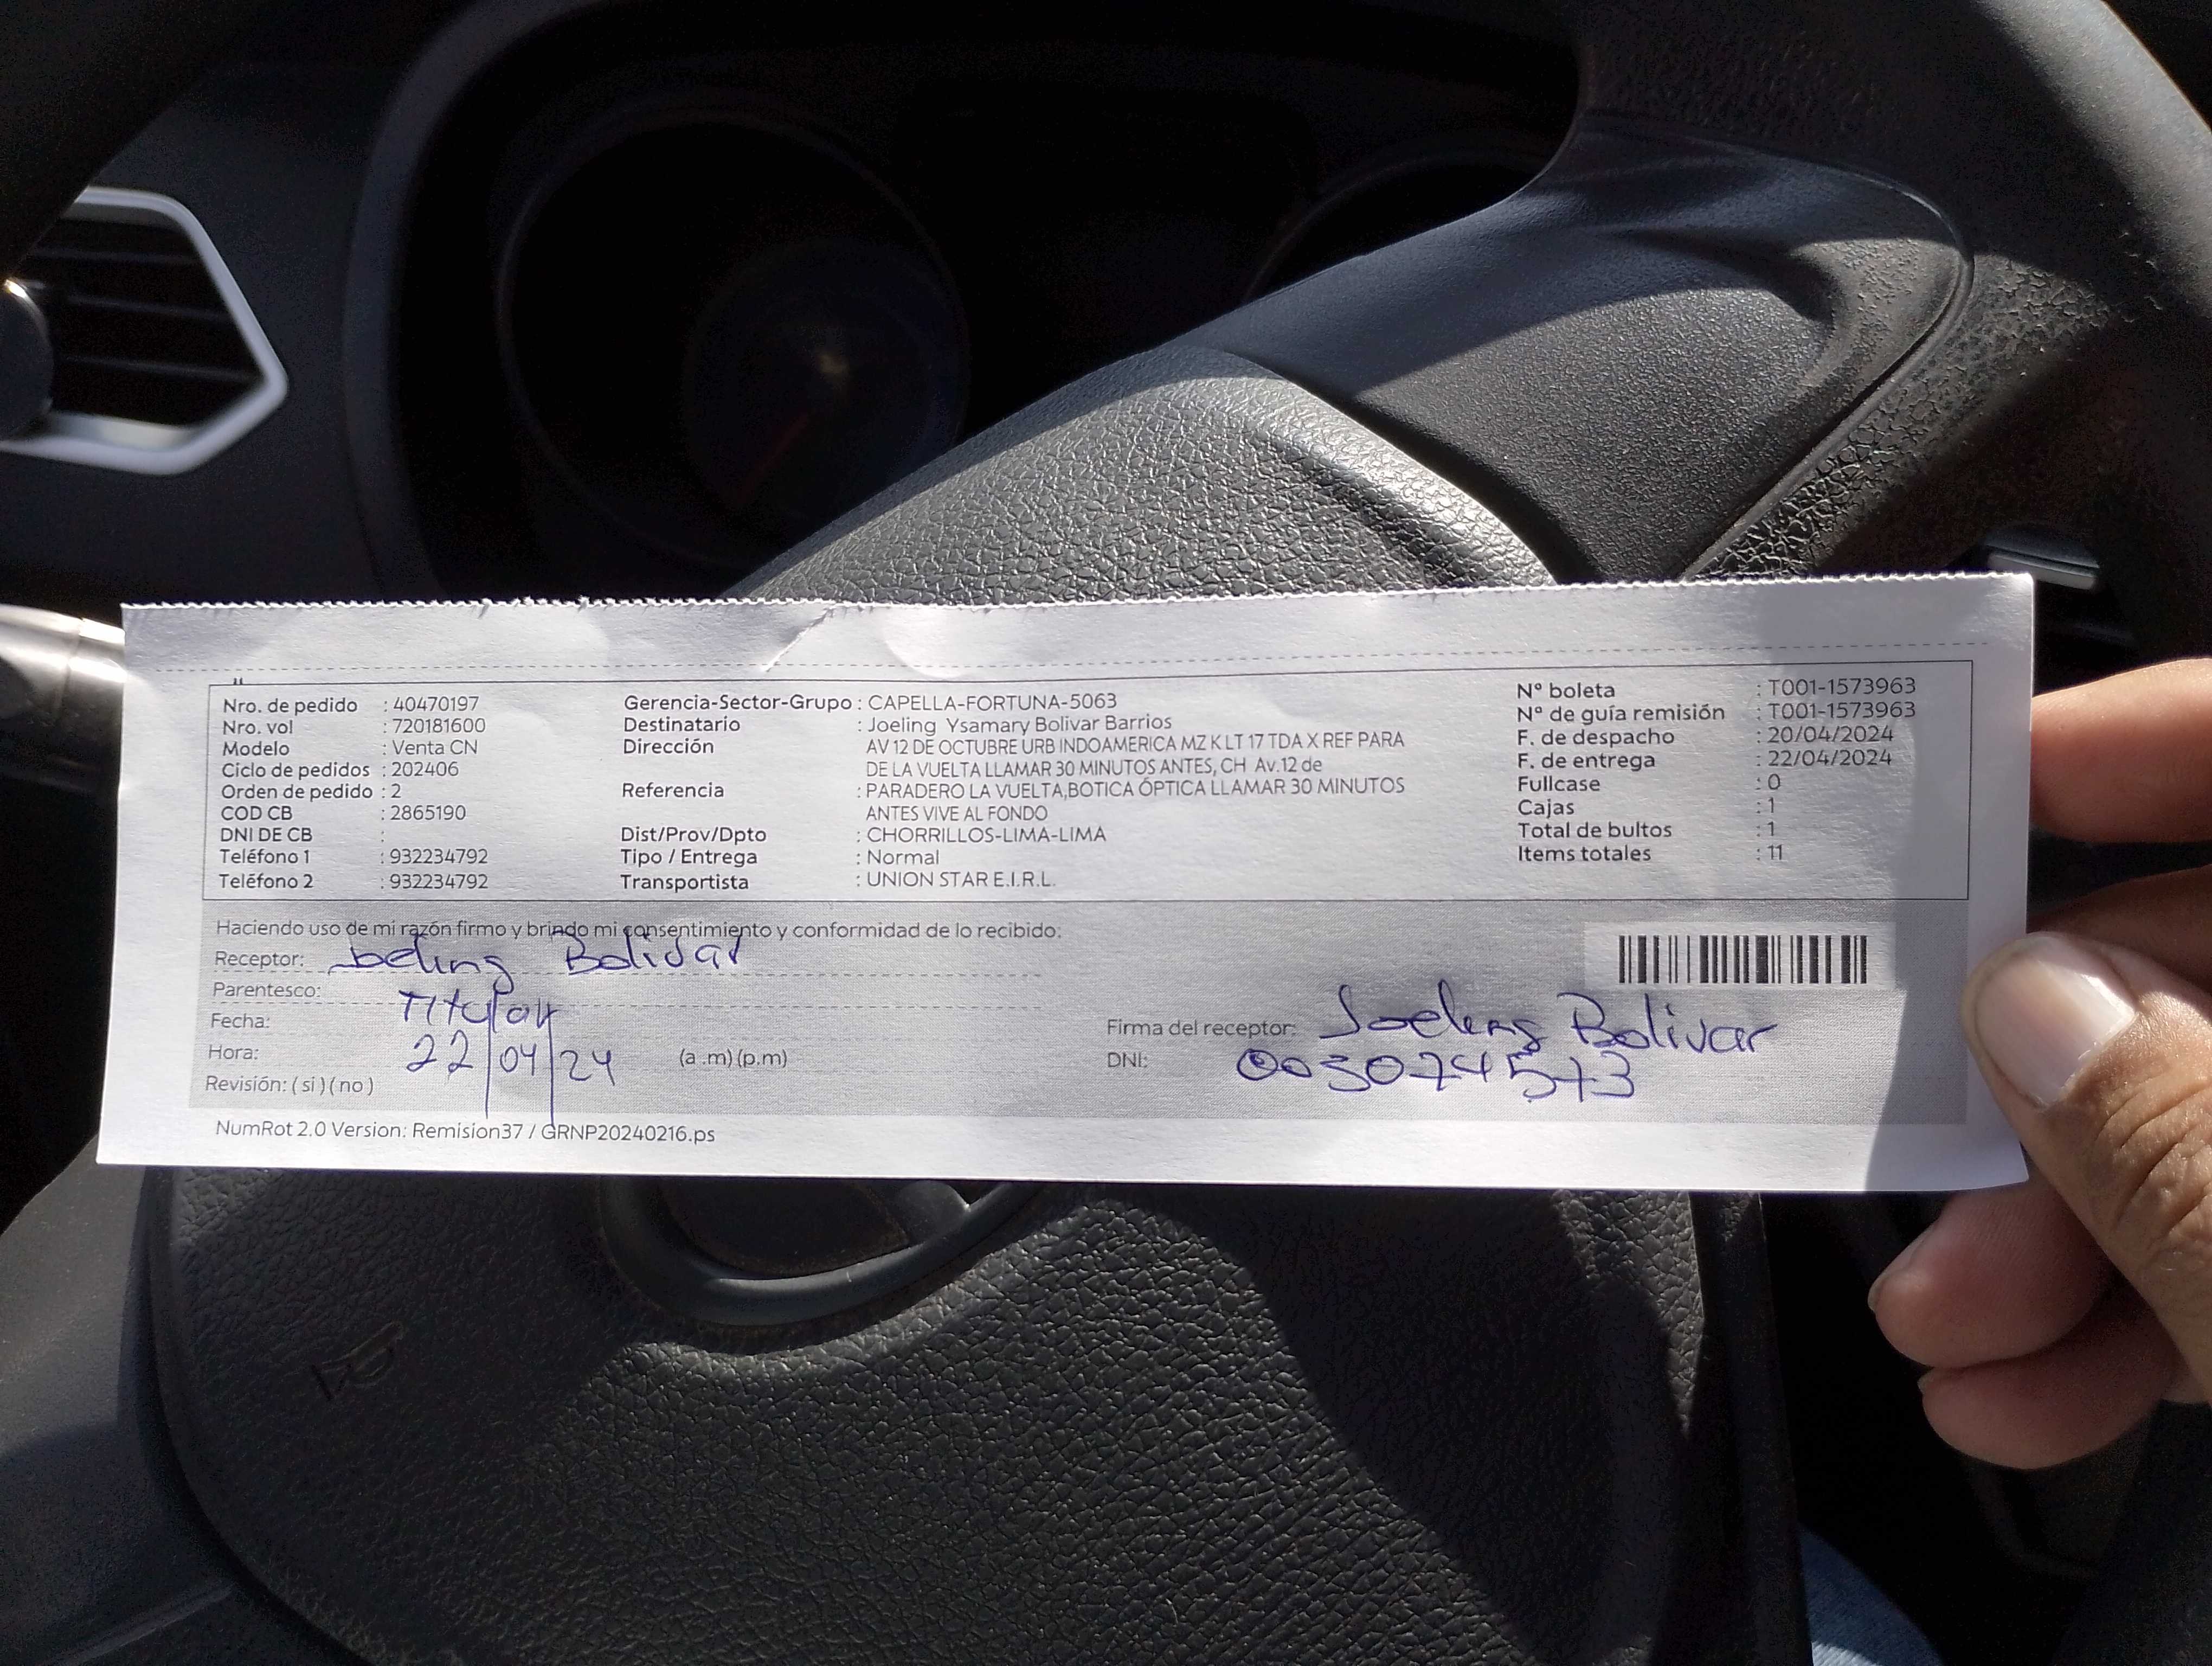 Nro. de pedido : 40470197
Nro. vol : 720181600
Modelo : Venta CN
Ciclo de pedidos : 202406
Orden de pedido : 2
COD CB : 2865190
DNI DE CB :
Teléfono 1 : 932234792
Teléfono 2 : 932234792
Gerencia-Sector-Grupo : CAPELLA-FORTUNA-5063
Destinatario : Joeling Ysamary Bolivar Barrios
Dirección AV 12 DE OCTUBRE URB INDOAMERICA MZ K LT 17 TDA X REF PARA
DE LA VUELTA LLAMAR 30 MINUTOS ANTES, CH Av.12 de
Referencia : PARADERO LA VUELTA,BOTICA ÓPTICA LLAMAR 30 MINUTOS
ANTES VIVE AL FONDO
Dist/Prov/Dpto : CHORRILLOS-LIMA-LIMA
Tipo / Entrega : Normal
Transportista : UNION STAR E.I.R.L.
N° boleta : T001-1573963
N° de guía remisión : T001-1573963
F. de despacho : 20/04/2024
F. de entrega : 22/04/2024
Fullcase : 0
Cajas : 1
Total de bultos : 1
Items totales : 11
Haciendo uso de mi razón firmo y brindo mi consentimiento y conformidad de lo recibido:
Receptor: Joeling Bolivar
Parentesco: Titular
Fecha: 22/04/24
Hora: (a .m) (p.m)
Revisión: ( si ) ( no )
Firma del receptor: Joeling Bolivar
DNI: 003074573
NumRot 2.0 Version: Remision37 / GRNP20240216.ps